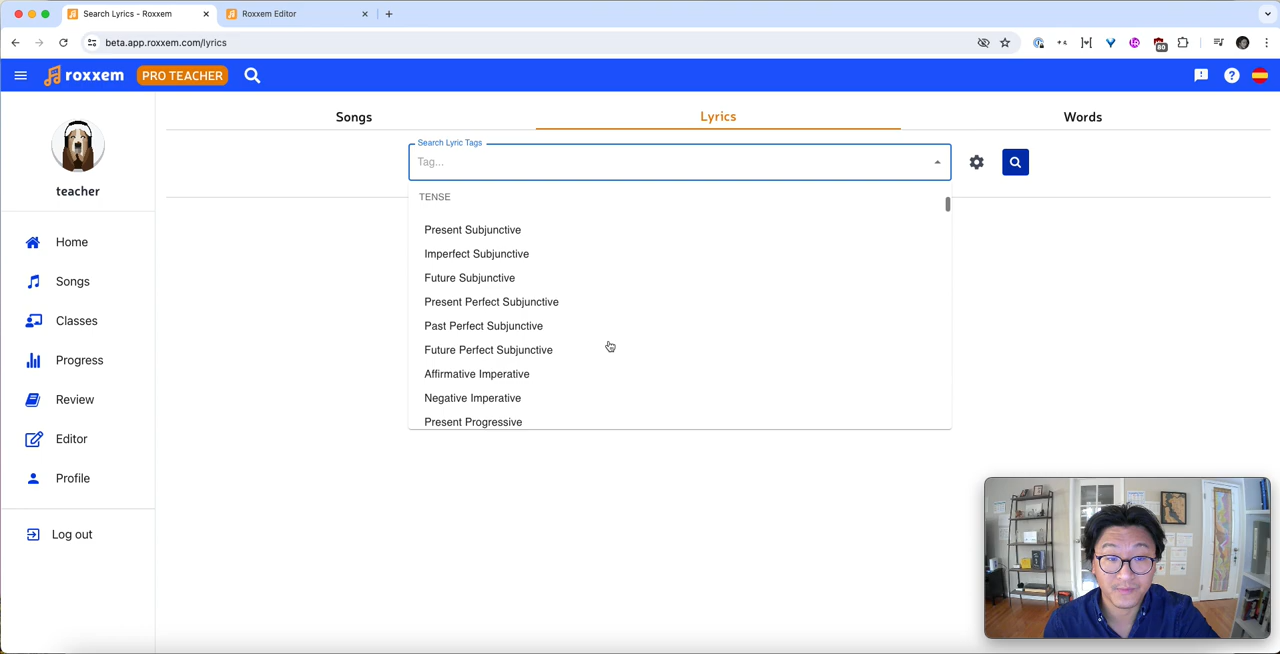 Search Lyrics - Roxxem
Roxxem Editor
beta.app.roxxem.com/lyrics
80
roxxem PRO TEACHER
teacher
Home
Songs
Classes
Progress
Review
Editor
Profile
Log out
Songs Lyrics Words
Search Lyric Tags
Tag...
TENSE
Present Subjunctive
Imperfect Subjunctive
Future Subjunctive
Present Perfect Subjunctive
Past Perfect Subjunctive
Future Perfect Subjunctive
Affirmative Imperative
Negative Imperative
Present Progressive